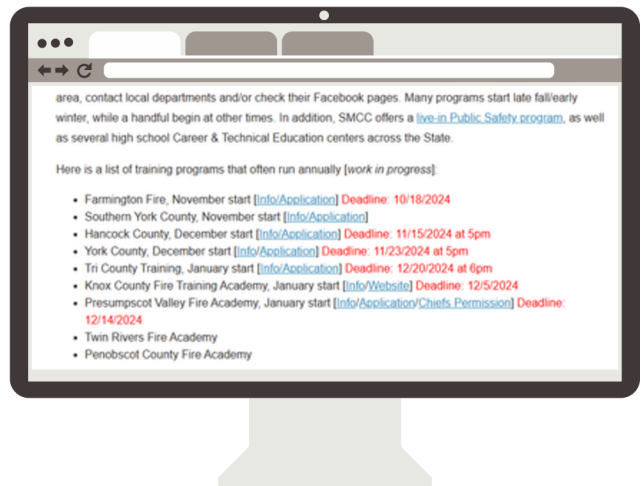 area, contact local departments and/or check their Facebook pages. Many programs start late fall/early
winter, while a handful begin at other times. In addition, SMCC offers a live-in Public Safety program, as well
as several high school Career & Technical Education centers across the State.
Here is a list of training programs that often run annually [work in progress]:
• Farmington Fire, November start [Info/Application] Deadline: 10/18/2024
• Southern York County, November start [Info/Application]
• Hancock County, December start [Info/Application] Deadline: 11/15/2024 at 5pm
• York County, December start [Info/Application] Deadline: 11/23/2024 at 5pm
• Tri County Training, January start [Info/Application] Deadline: 12/20/2024 at 6pm
• Knox County Fire Training Academy, January start [Info/Website] Deadline: 12/5/2024
• Presumpscot Valley Fire Academy, January start [Info/Application/Chiefs Permission] Deadline:
12/14/2024
• Twin Rivers Fire Academy
• Penobscot County Fire Academy